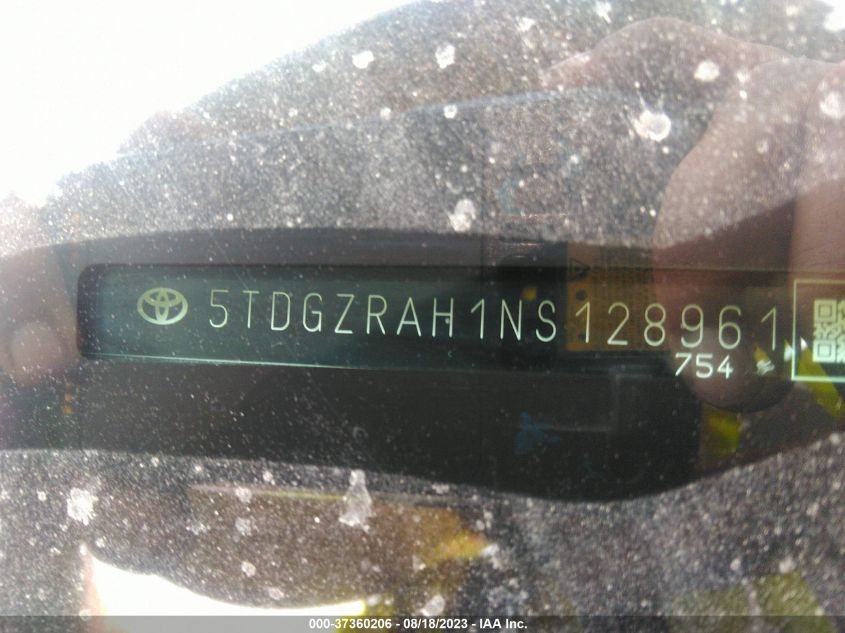 5TDGZRAH1NS128961
754
000-37360206 - 08/18/2023 - IAA Inc.